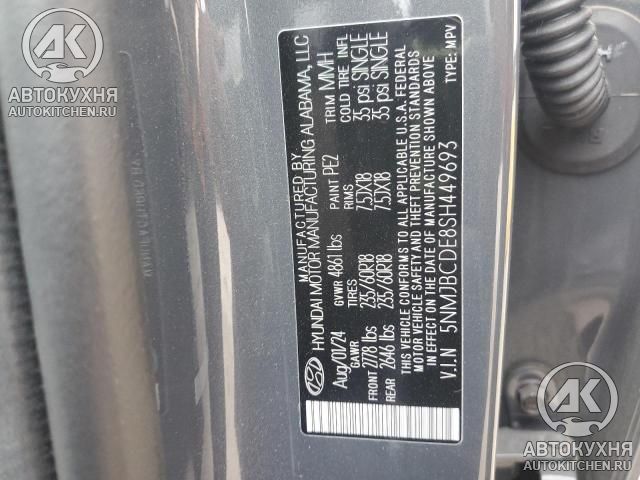 MANUFACTURED BY
HYUNDAI MOTOR MANUFACTURING ALABAMA, LLC
Aug/01/24 PAINT PE2 TRIM MMH
GVWR 4861 lbs
GAWR TIRES RIMS COLD TIRE INFL
FRONT 2778 lbs 235/60R18 7.5JX18 35 psi SINGLE
REAR 2646 lbs 235/60R18 7.5JX18 35 psi SINGLE
THIS VEHICLE CONFORMS TO ALL APPLICABLE U.S.A. FEDERAL
MOTOR VEHICLE SAFETY AND THEFT PREVENTION STANDARDS
IN EFFECT ON THE DATE OF MANUFACTURE SHOWN ABOVE
V.I.N 5NMJBCDE8SH449693 TYPE: MPV
AK
АВТОКУХНЯ
AUTOKITCHEN.RU
AK
АВТОКУХНЯ
AUTOKITCHEN.RU